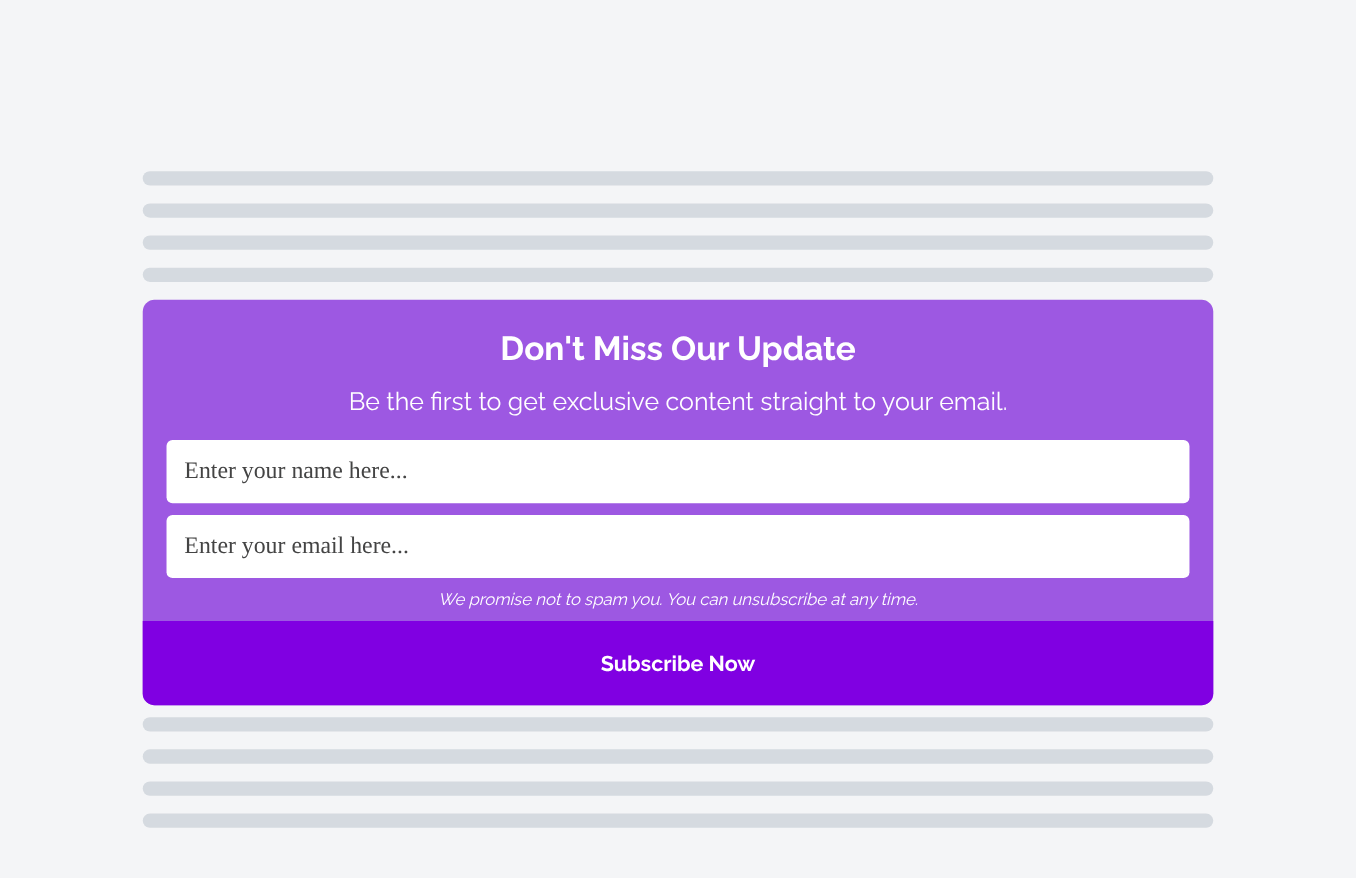 Don't Miss Our Update
Be the first to get exclusive content straight to your email.
Enter your name here...
Enter your email here...
We promise not to spam you. You can unsubscribe at any time.
Subscribe Now